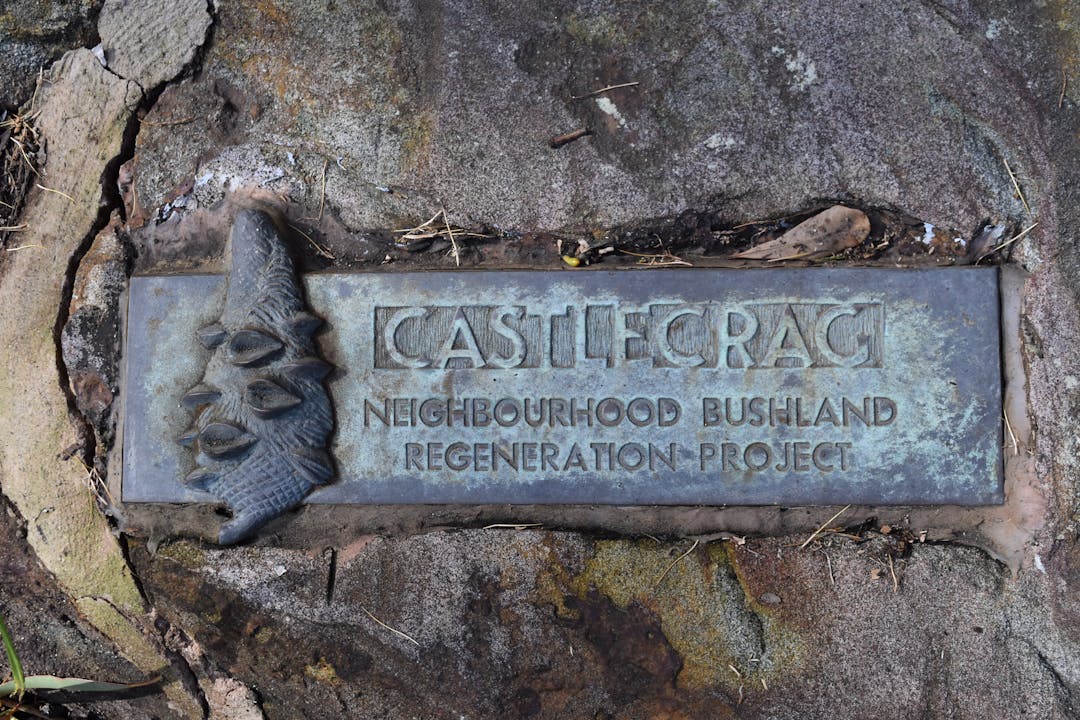 CASTLECRAG
NEIGHBOURHOOD BUSHLAND
REGENERATION PROJECT